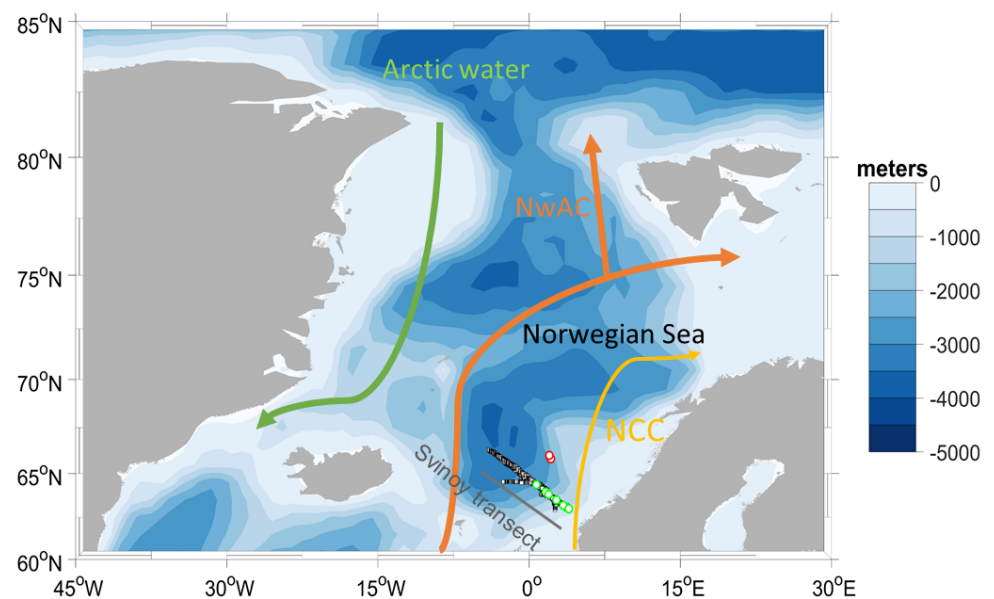 85°N
80°N
75°N
70°N
65°N
60°N
45°W
30°W
15°W
0°
15°E
30°E
Arctic water
NwAC
Norwegian Sea
NCC
Svinoy transect
meters
0
-1000
-2000
-3000
-4000
-5000